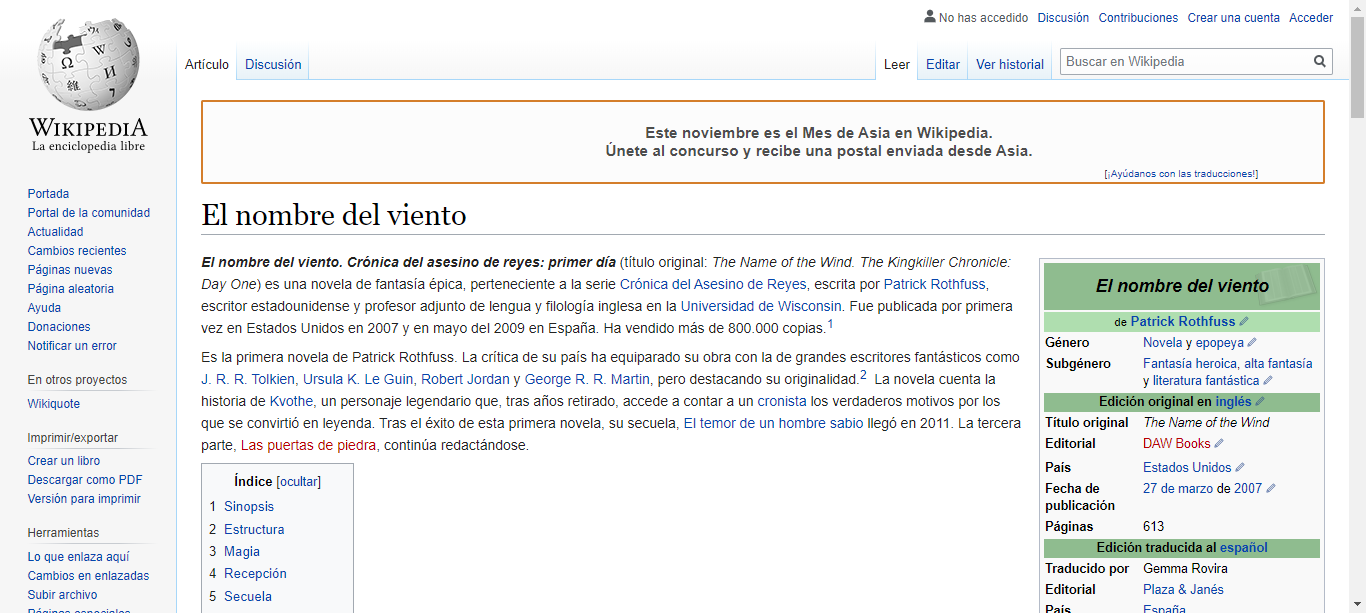 No has accedido Discusión Contribuciones Crear una cuenta Acceder
WIKIPEDIA
La enciclopedia libre
Artículo Discusión Leer Editar Ver historial Buscar en Wikipedia
Portada
Portal de la comunidad
Actualidad
Cambios recientes
Páginas nuevas
Página aleatoria
Ayuda
Donaciones
Notificar un error
En otros proyectos
Wikiquote
Imprimir/exportar
Crear un libro
Descargar como PDF
Versión para imprimir
Herramientas
Lo que enlaza aquí
Cambios en enlazadas
Subir archivo
Páginas especiales
Este noviembre es el Mes de Asia en Wikipedia.
Únete al concurso y recibe una postal enviada desde Asia.
[¡Ayúdanos con las traducciones!]
El nombre del viento
El nombre del viento. Crónica del asesino de reyes: primer día (título original: The Name of the Wind. The Kingkiller Chronicle:
Day One) es una novela de fantasía épica, perteneciente a la serie Crónica del Asesino de Reyes, escrita por Patrick Rothfuss,
escritor estadounidense y profesor adjunto de lengua y filología inglesa en la Universidad de Wisconsin. Fue publicada por primera
vez en Estados Unidos en 2007 y en mayo del 2009 en España. Ha vendido más de 800.000 copias.1
Es la primera novela de Patrick Rothfuss. La crítica de su país ha equiparado su obra con la de grandes escritores fantásticos como
J. R. R. Tolkien, Ursula K. Le Guin, Robert Jordan y George R. R. Martin, pero destacando su originalidad.2 La novela cuenta la
historia de Kvothe, un personaje legendario que, tras años retirado, accede a contar a un cronista los verdaderos motivos por los
que se convirtió en leyenda. Tras el éxito de esta primera novela, su secuela, El temor de un hombre sabio llegó en 2011. La tercera
parte, Las puertas de piedra, continúa redactándose.
Índice [ocultar]
1 Sinopsis
2 Estructura
3 Magia
4 Recepción
5 Secuela
El nombre del viento
de Patrick Rothfuss
Género Novela y epopeya
Subgénero Fantasía heroica, alta fantasía
y literatura fantástica
Edición original en inglés
Título original The Name of the Wind
Editorial DAW Books
País Estados Unidos
Fecha de 27 de marzo de 2007
publicación
Páginas 613
Edición traducida al español
Traducido por Gemma Rovira
Editorial Plaza & Janés
País España